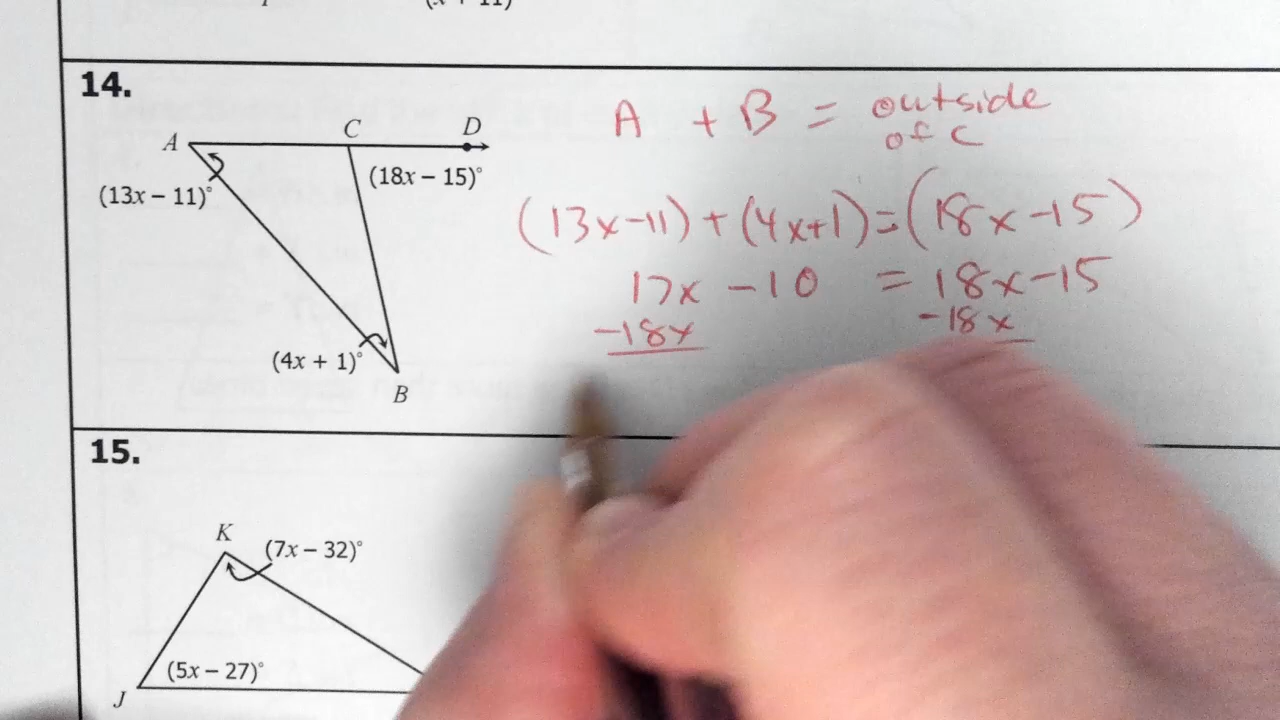 (x + 11)
14.
A
C
D
(13x – 11)°
(18x – 15)°
(4x + 1)°
B
A + B = outside
of C
(13x-11)+(4x+1)=(18x-15)
17x -10 = 18x-15
-18x -18x
15.
K
(7x – 32)°
(5x – 27)°
J